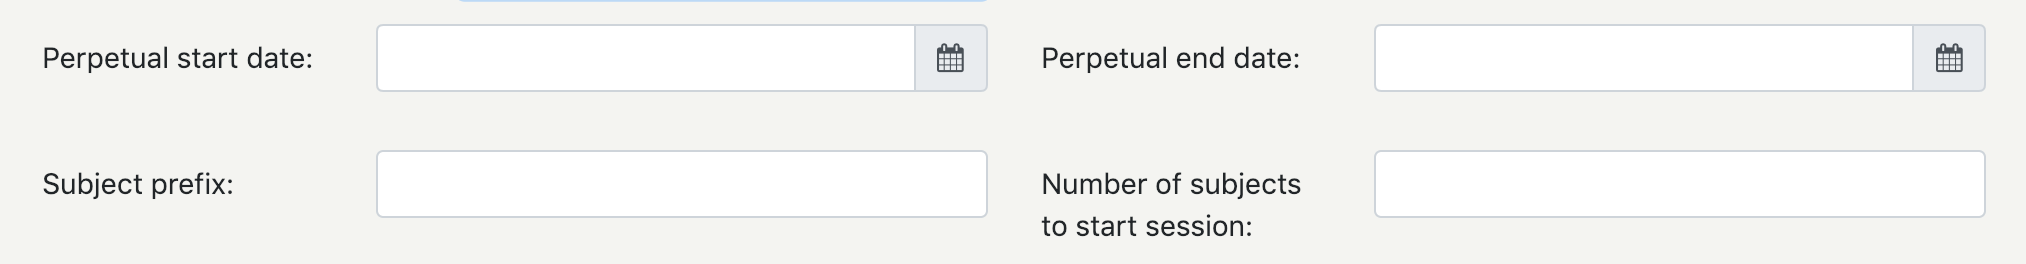 Perpetual start date:
Perpetual end date:
Subject prefix:
Number of subjects
to start session: